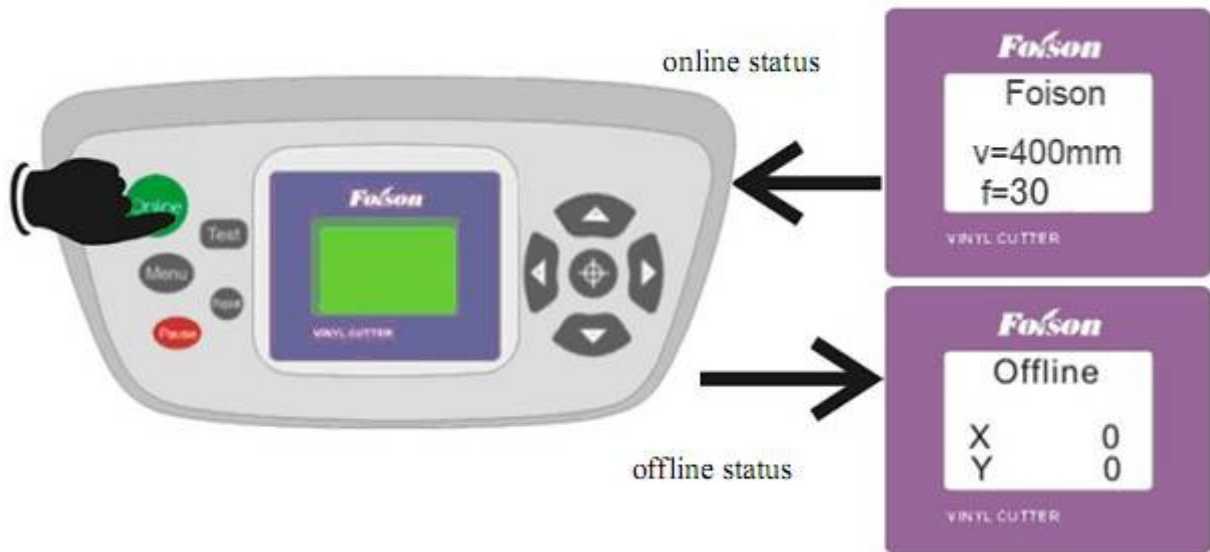 online status
Foison
Foison
v=400mm
f=30
VINYL CUTTER
Online
Test
Menu
Pause
Foison
VINYL CUTTER
offline status
Foison
Offline
X 0
Y 0
VINYL CUTTER